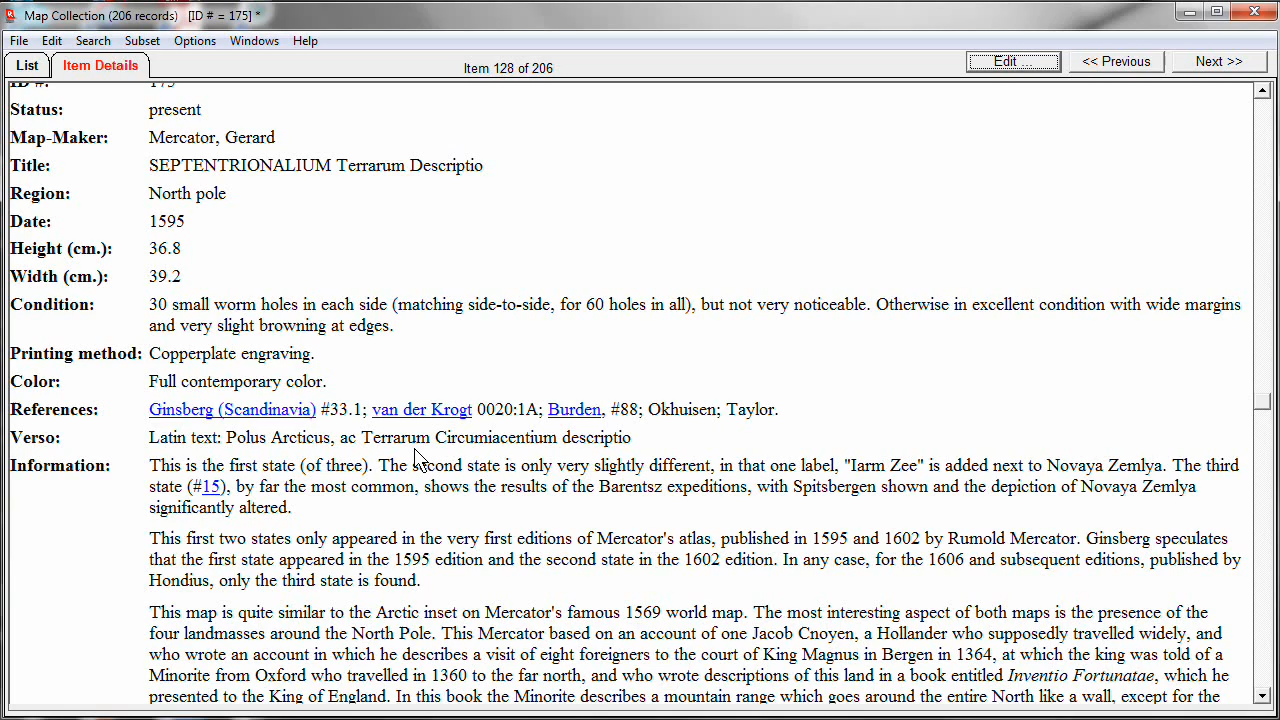 Map Collection (206 records) [ID # = 175] *
File Edit Search Subset Options Windows Help
List Item Details Item 128 of 206 Edit ... << Previous Next >>
ID #: 175
Status: present
Map-Maker: Mercator, Gerard
Title: SEPTENTRIONALIUM Terrarum Descriptio
Region: North pole
Date: 1595
Height (cm.): 36.8
Width (cm.): 39.2
Condition: 30 small worm holes in each side (matching side-to-side, for 60 holes in all), but not very noticeable. Otherwise in excellent condition with wide margins
and very slight browning at edges.
Printing method: Copperplate engraving.
Color: Full contemporary color.
References: Ginsberg (Scandinavia) #33.1; van der Krogt 0020:1A; Burden, #88; Okhuisen; Taylor.
Verso: Latin text: Polus Arcticus, ac Terrarum Circumiacentium descriptio
Information: This is the first state (of three). The second state is only very slightly different, in that one label, "Iarm Zee" is added next to Novaya Zemlya. The third
state (#15), by far the most common, shows the results of the Barentsz expeditions, with Spitsbergen shown and the depiction of Novaya Zemlya
significantly altered.
This first two states only appeared in the very first editions of Mercator's atlas, published in 1595 and 1602 by Rumold Mercator. Ginsberg speculates
that the first state appeared in the 1595 edition and the second state in the 1602 edition. In any case, for the 1606 and subsequent editions, published by
Hondius, only the third state is found.
This map is quite similar to the Arctic inset on Mercator's famous 1569 world map. The most interesting aspect of both maps is the presence of the
four landmasses around the North Pole. This Mercator based on an account of one Jacob Cnoyen, a Hollander who supposedly travelled widely, and
who wrote an account in which he describes a visit of eight foreigners to the court of King Magnus in Bergen in 1364, at which the king was told of a
Minorite from Oxford who travelled in 1360 to the far north, and who wrote descriptions of this land in a book entitled Inventio Fortunatae, which he
presented to the King of England. In this book the Minorite describes a mountain range which goes around the entire North like a wall, except for the